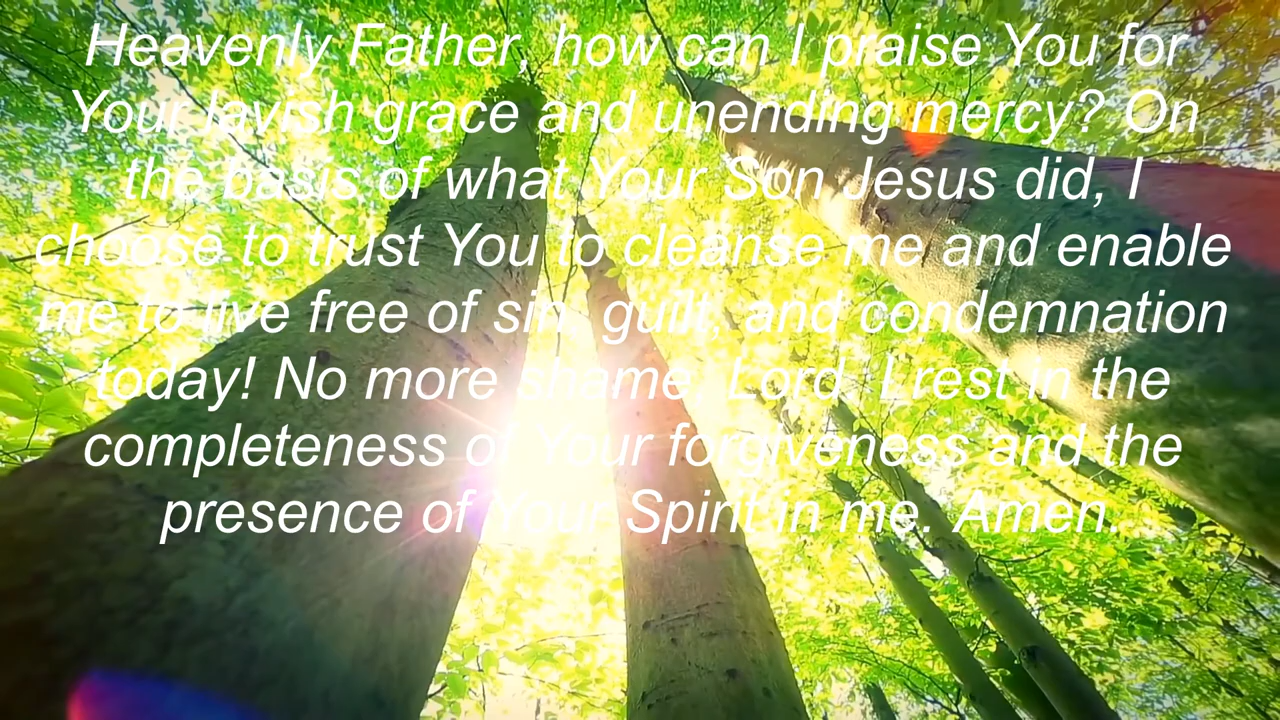 Heavenly Father, how can I praise You for
Your lavish grace and unending mercy? On
the basis of what Your Son Jesus did, I
choose to trust You to cleanse me and enable
me to live free of sin, guilt, and condemnation
today! No more shame, Lord. I rest in the
completeness of Your forgiveness and the
presence of Your Spirit in me. Amen.